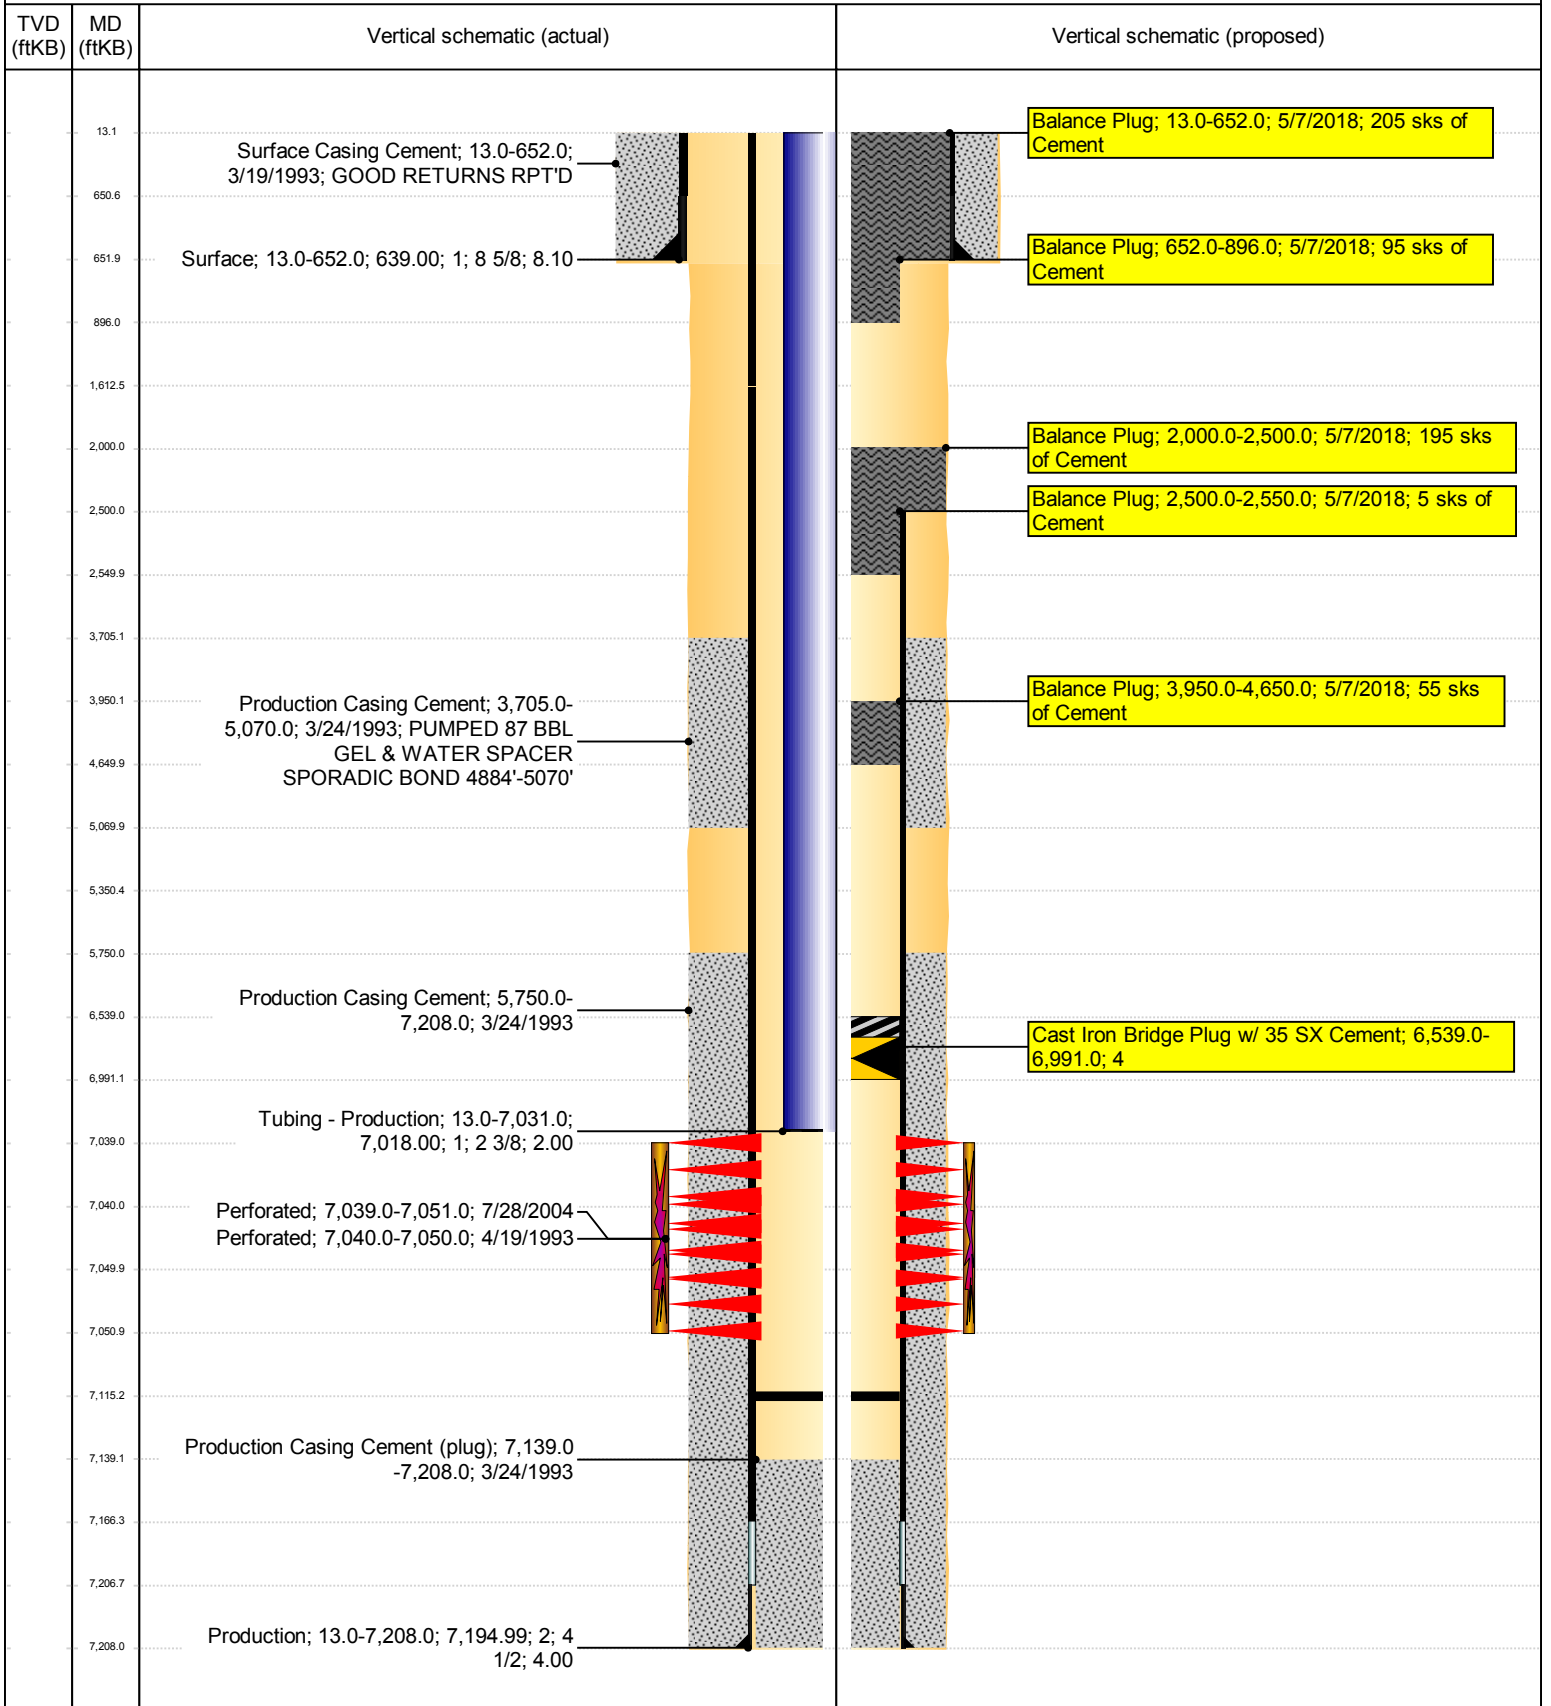 TVD
(ftKB)
MD
(ftKB)
Vertical schematic (actual)
Vertical schematic (proposed)
13.1
650.6
651.9
896.0
1,612.5
2,000.0
2,500.0
2,549.9
3,705.1
3,950.1
4,649.9
5,069.9
5,350.4
5,750.0
6,539.0
6,991.1
7,039.0
7,040.0
7,049.9
7,050.9
7,115.2
7,139.1
7,166.3
7,206.7
7,208.0
Surface Casing Cement; 13.0-652.0;
3/19/1993; GOOD RETURNS RPT'D
Surface; 13.0-652.0; 639.00; 1; 8 5/8; 8.10
Production Casing Cement; 3,705.0-
5,070.0; 3/24/1993; PUMPED 87 BBL
GEL & WATER SPACER
SPORADIC BOND 4884'-5070'
Production Casing Cement; 5,750.0-
7,208.0; 3/24/1993
Tubing - Production; 13.0-7,031.0;
7,018.00; 1; 2 3/8; 2.00
Perforated; 7,039.0-7,051.0; 7/28/2004
Perforated; 7,040.0-7,050.0; 4/19/1993
Production Casing Cement (plug); 7,139.0
-7,208.0; 3/24/1993
Production; 13.0-7,208.0; 7,194.99; 2; 4
1/2; 4.00
Balance Plug; 13.0-652.0; 5/7/2018; 205 sks of
Cement
Balance Plug; 652.0-896.0; 5/7/2018; 95 sks of
Cement
Balance Plug; 2,000.0-2,500.0; 5/7/2018; 195 sks
of Cement
Balance Plug; 2,500.0-2,550.0; 5/7/2018; 5 sks of
Cement
Balance Plug; 3,950.0-4,650.0; 5/7/2018; 55 sks
of Cement
Cast Iron Bridge Plug w/ 35 SX Cement; 6,539.0-
6,991.0; 4